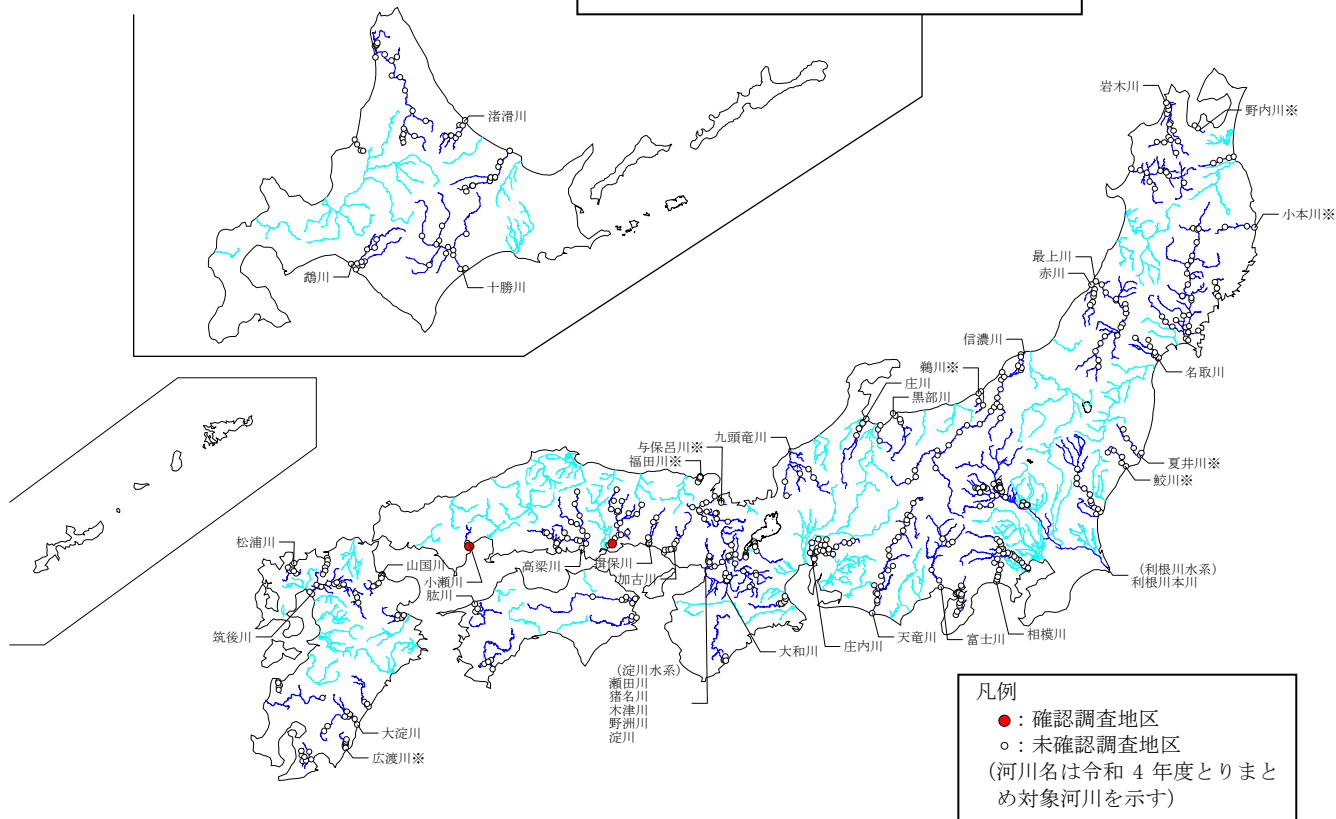 渚滑川
鵡川
十勝川
岩木川
野内川※
小本川※
最上川
赤川
信濃川
鵜川※
庄川
黒部川
名取川
九頭竜川
与保呂川※
福田川※
夏井川※
鮫川※
(利根川水系)
利根川本川
松浦川
山国川
小瀬川
肱川
高梁川
揖保川
加古川
筑後川
大和川
庄内川
天竜川
富士川
相模川
(淀川水系)
瀬田川
猪名川
木津川
野洲川
淀川
大淀川
広渡川※
凡例
●：確認調査地区
○：未確認調査地区
(河川名は令和 4 年度とりまと
め対象河川を示す)